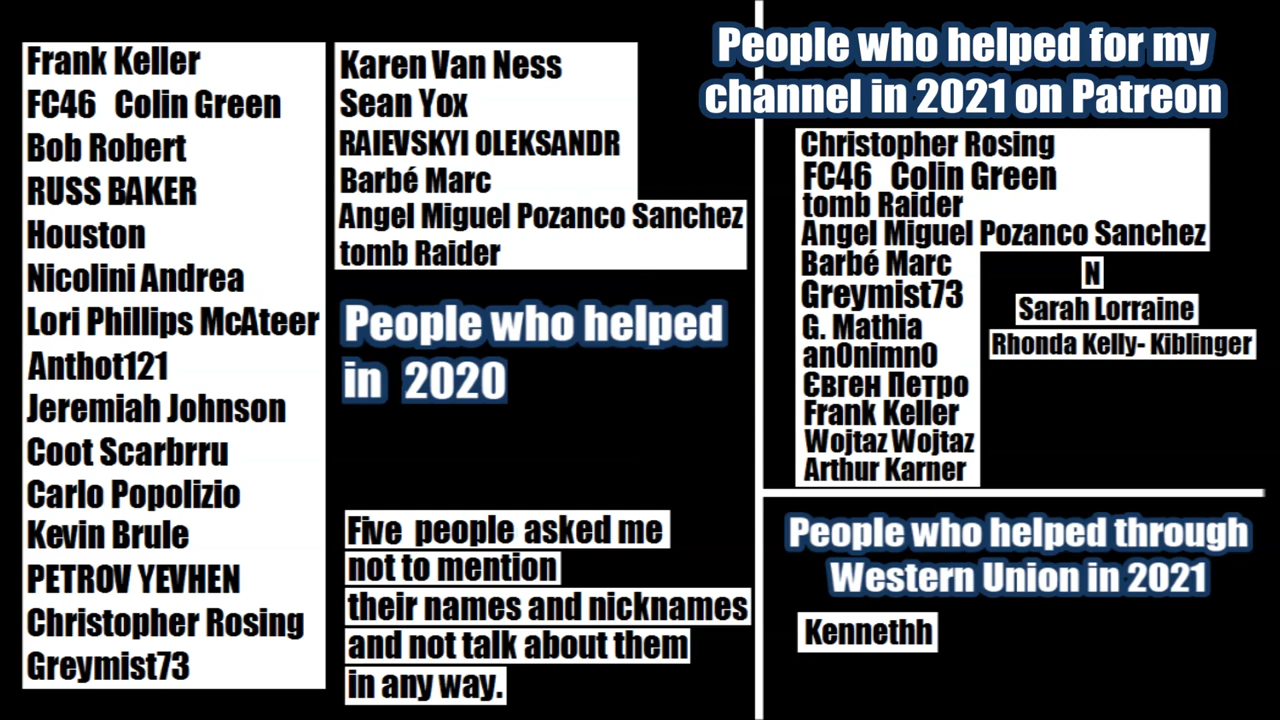 Frank Keller
FC46 Colin Green
Bob Robert
RUSS BAKER
Houston
Nicolini Andrea
Lori Phillips McAteer
Anthot121
Jeremiah Johnson
Coot Scarbrru
Carlo Popolizio
Kevin Brule
PETROV YEVHEN
Christopher Rosing
Greymist73
Karen Van Ness
Sean Yox
RAIEVSKYI OLEKSANDR
Barbé Marc
Angel Miguel Pozanco Sanchez
tomb Raider
People who helped
in 2020
Five people asked me
not to mention
their names and nicknames
and not talk about them
in any way.
People who helped for my
channel in 2021 on Patreon
Christopher Rosing
FC46 Colin Green
tomb Raider
Angel Miguel Pozanco Sanchez
Barbé Marc
Greymist73
G. Mathia
an0nimn0
Євген Петро
Frank Keller
Wojtaz Wojtaz
Arthur Karner
N
Sarah Lorraine
Rhonda Kelly- Kiblinger
People who helped through
Western Union in 2021
Kennethh